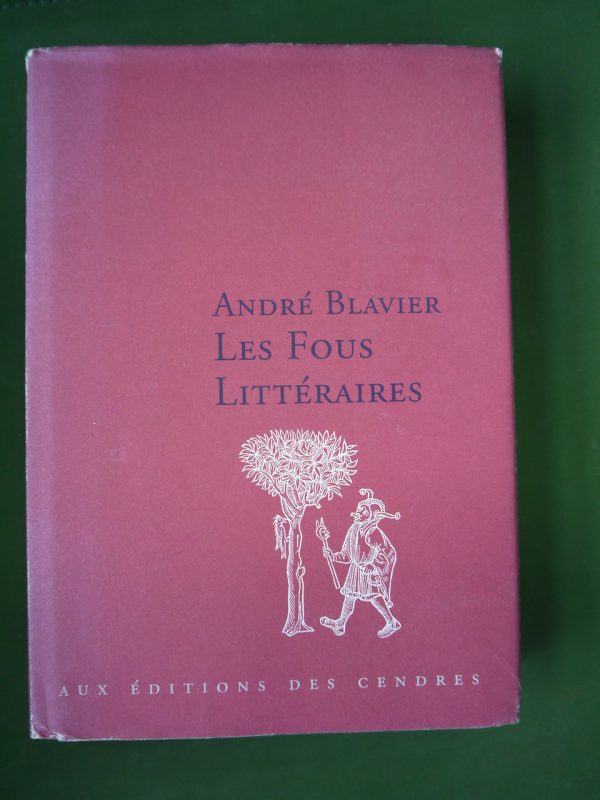 André Blavier
Les Fous
Littéraires
AUX ÉDITIONS DES CENDRES